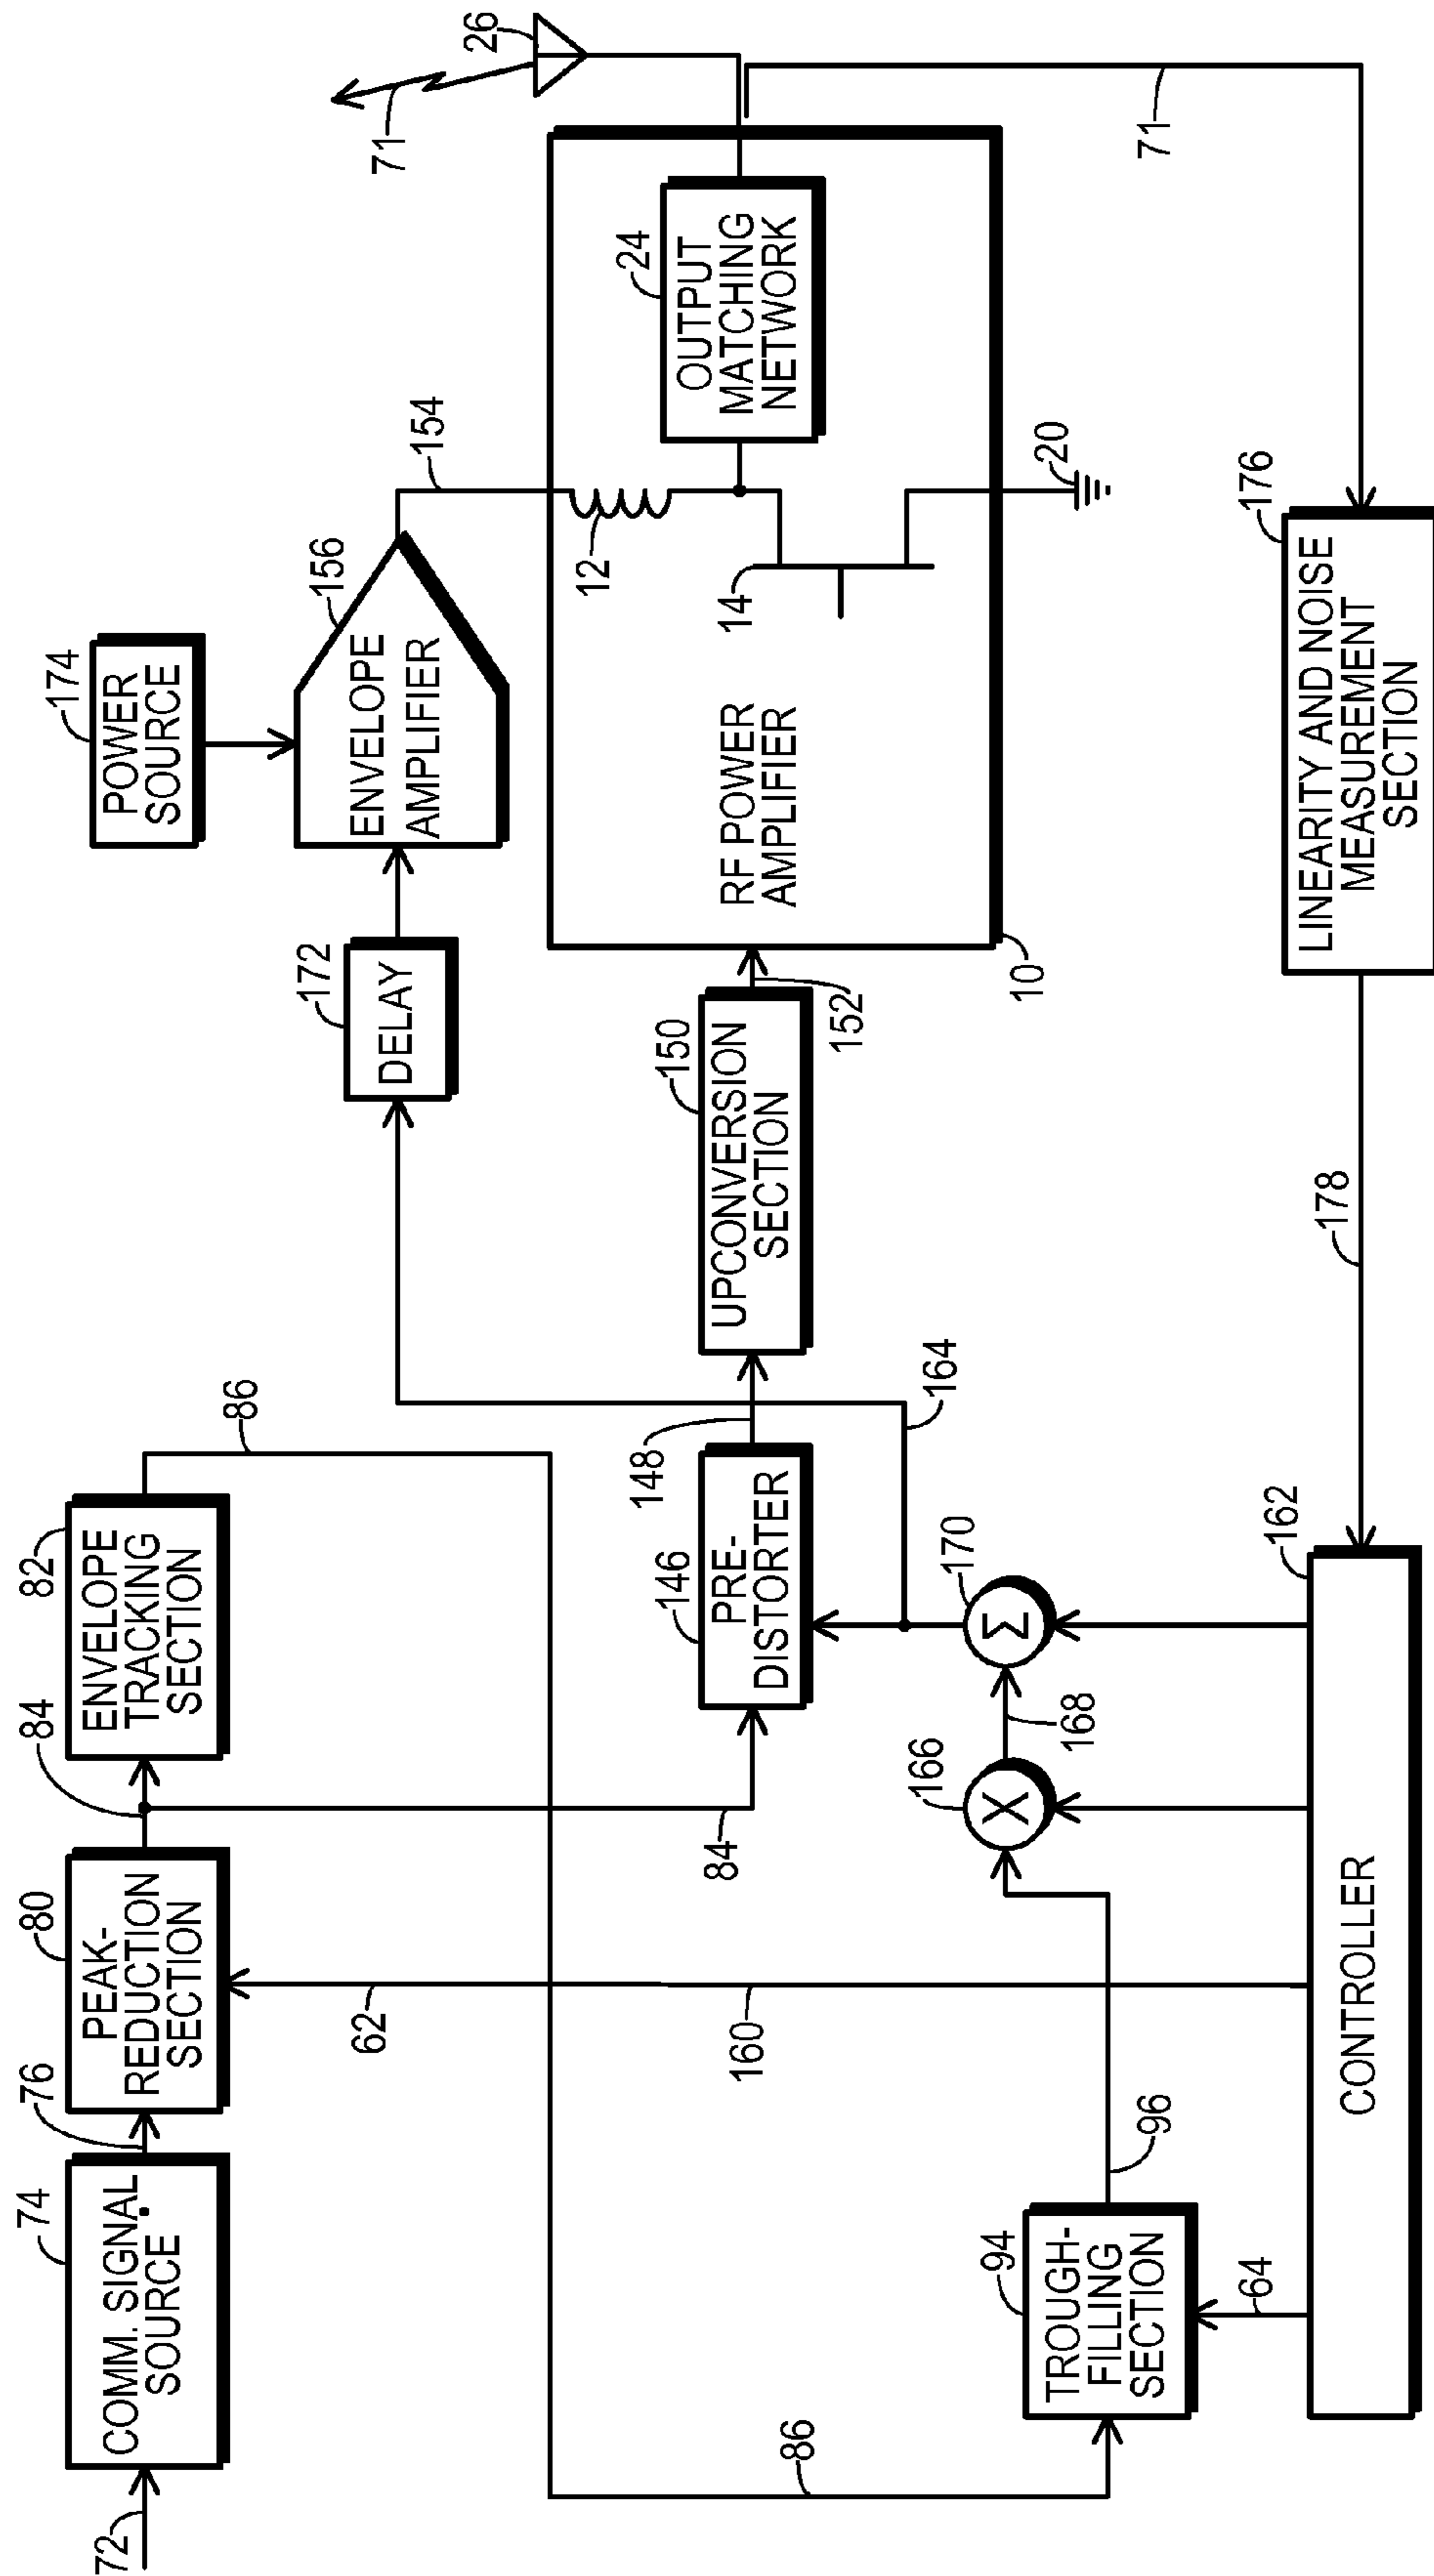 72
COMM. SIGNAL
SOURCE
74
76
PEAK-
REDUCTION
SECTION
80
84
ENVELOPE
TRACKING
SECTION
82
86
POWER
SOURCE
174
DELAY
172
ENVELOPE
AMPLIFIER
156
154
71
26
62
84
PRE-
DISTORTER
146
148
UPCONVERSION
SECTION
150
152
RF POWER
AMPLIFIER
10
12
14
OUTPUT
MATCHING
NETWORK
24
20
71
160
164
X
166
168
Σ
170
86
TROUGH-
FILLING
SECTION
94
96
64
CONTROLLER
162
178
LINEARITY AND NOISE
MEASUREMENT
SECTION
176